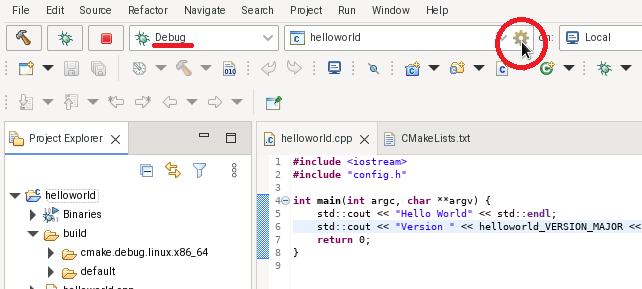 File Edit Source Refactor Navigate Search Project Run Window Help
Debug helloworld on: Local
010
Project Explorer helloworld.cpp CMakeLists.txt
helloworld
Binaries
build
cmake.debug.linux.x86_64
default
1 #include <iostream>
2 #include "config.h"
3
4 int main(int argc, char **argv) {
5 std::cout << "Hello World" << std::endl;
6 std::cout << "Version " << helloworld_VERSION_MAJOR <<
7 return 0;
8 }
9